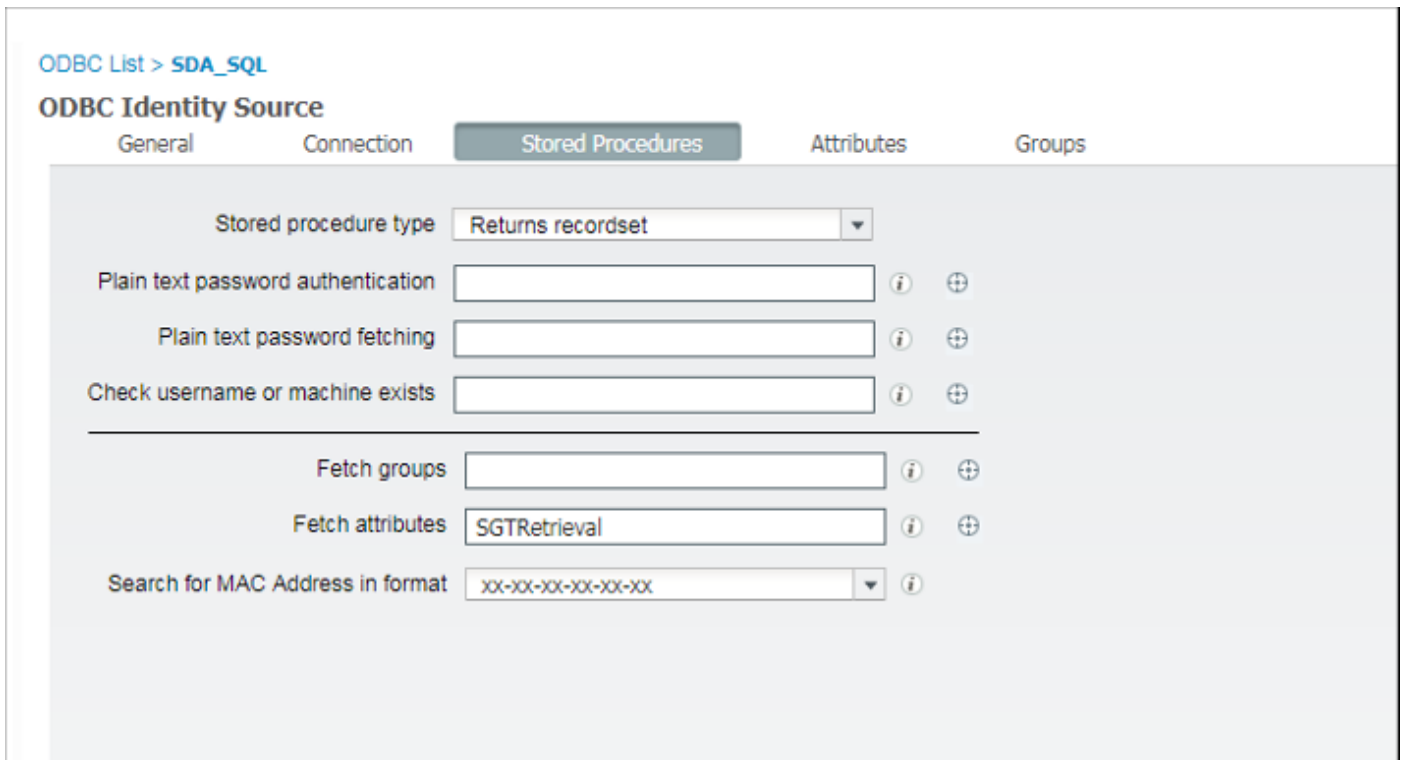 ODBC List > SDA_SQL
ODBC Identity Source
General Connection Stored Procedures Attributes Groups
Stored procedure type Returns recordset
Plain text password authentication
Plain text password fetching
Check username or machine exists
Fetch groups
Fetch attributes SGTRetrieval
Search for MAC Address in format xx-xx-xx-xx-xx-xx